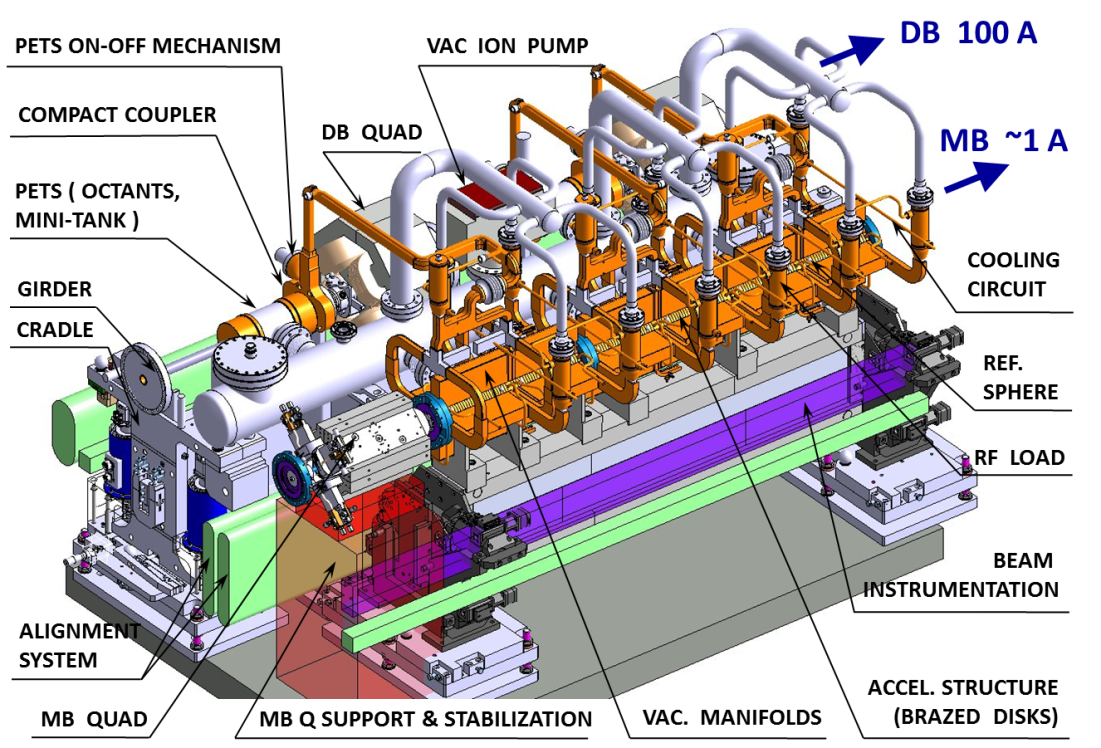 PETS ON-OFF MECHANISM
VAC ION PUMP
DB 100 A
COMPACT COUPLER
DB QUAD
MB ~1 A
PETS ( OCTANTS,
MINI-TANK )
GIRDER
CRADLE
COOLING
CIRCUIT
REF.
SPHERE
RF LOAD
BEAM
INSTRUMENTATION
ALIGNMENT
SYSTEM
ACCEL. STRUCTURE
(BRAZED DISKS)
MB QUAD
MB Q SUPPORT & STABILIZATION
VAC. MANIFOLDS